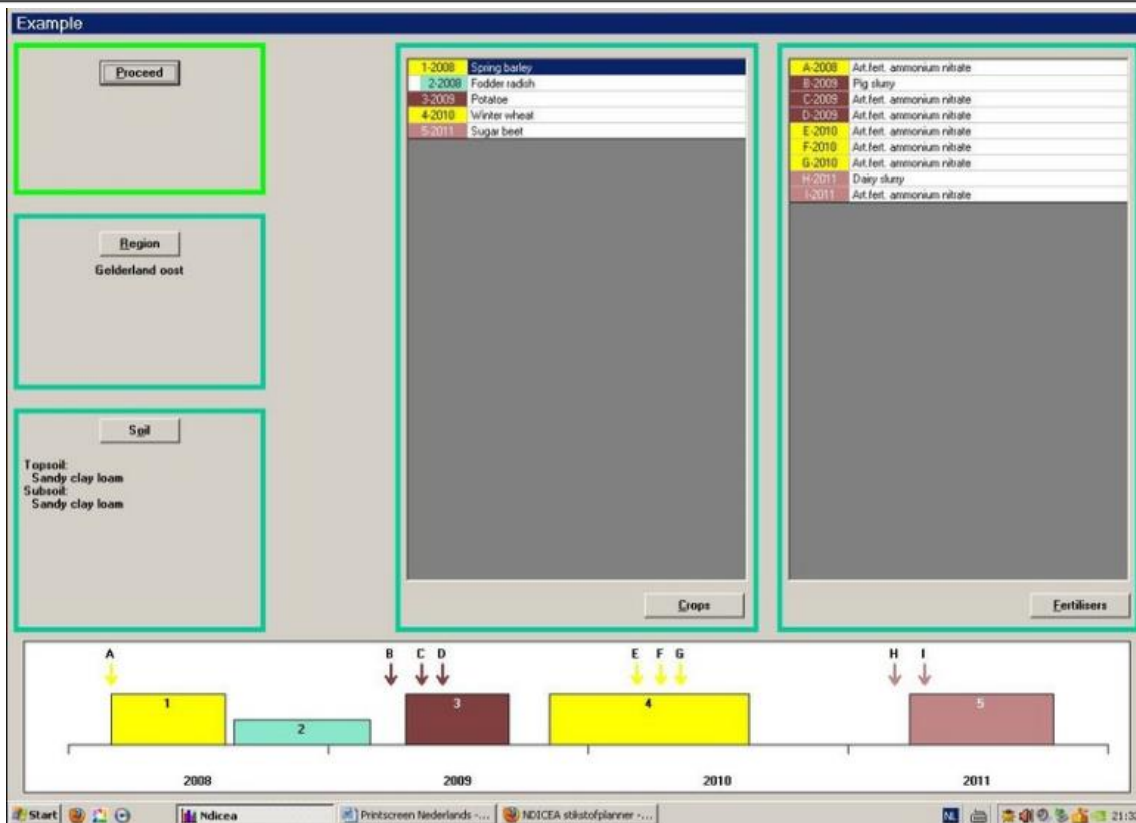 Example
Proceed
Region
Gelderland oost
Soil
Topsoil:
Sandy clay loam
Subsoil:
Sandy clay loam
1-2008 Spring barley
2-2008 Fodder radish
3-2009 Potatoe
4-2010 Winter wheat
5-2011 Sugar beet
Crops
A-2008 Art.fert. ammonium nitrate
B-2009 Pig slurry
C-2009 Art.fert. ammonium nitrate
D-2009 Art.fert. ammonium nitrate
E-2010 Art.fert. ammonium nitrate
F-2010 Art.fert. ammonium nitrate
G-2010 Art.fert. ammonium nitrate
H-2011 Dairy slurry
I-2011 Art.fert. ammonium nitrate
Fertilisers
A B C D E F G H I
1 2 3 4 5
2008 2009 2010 2011
Start Ndicea Printscreen Nederlands -... NDICEA stikstofplanner -... NL 21:3